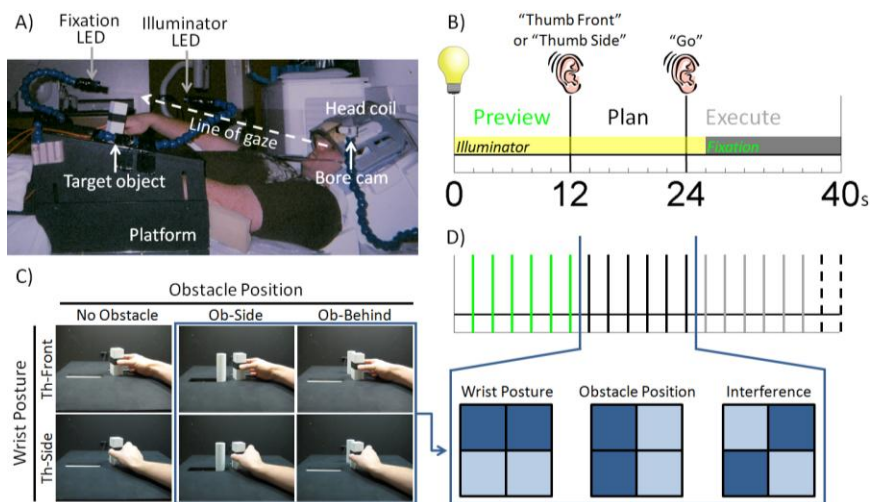 A)
Fixation
LED
Illuminator
LED
Head coil
Line of gaze
Target object
Bore cam
Platform
B)
"Thumb Front"
or "Thumb Side"
"Go"
Preview
Plan
Execute
Illuminator
Fixation
0
12
24
40s
C)
Obstacle Position
No Obstacle
Ob-Side
Ob-Behind
Wrist Posture
Th-Front
Th-Side
D)
Wrist Posture
Obstacle Position
Interference